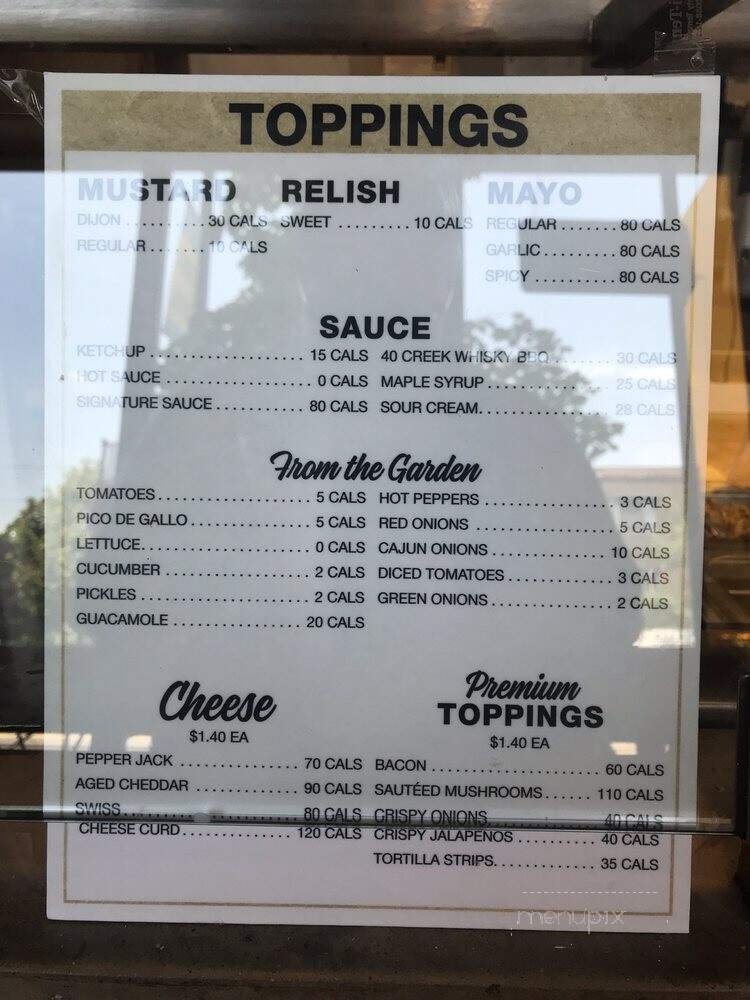 TOPPINGS
MUSTARD RELISH MAYO
DIJON .......... 30 CALS SWEET ......... 10 CALS REGULAR ....... 80 CALS
REGULAR ....... 10 CALS GARLIC .......... 80 CALS
SPICY .......... 80 CALS
SAUCE
KETCHUP .................. 15 CALS 40 CREEK WHISKY BBQ ....... 30 CALS
HOT SAUCE ................ 0 CALS MAPLE SYRUP .............. 25 CALS
SIGNATURE SAUCE .......... 80 CALS SOUR CREAM ............... 28 CALS
From the Garden
TOMATOES .................. 5 CALS HOT PEPPERS ............... 3 CALS
PICO DE GALLO .............. 5 CALS RED ONIONS ................ 5 CALS
LETTUCE .................... 0 CALS CAJUN ONIONS ............. 10 CALS
CUCUMBER ................. 2 CALS DICED TOMATOES ............ 3 CALS
PICKLES .................... 2 CALS GREEN ONIONS .............. 2 CALS
GUACAMOLE ............... 20 CALS
Cheese Premium
TOPPINGS
$1.40 EA $1.40 EA
PEPPER JACK .............. 70 CALS BACON .................... 60 CALS
AGED CHEDDAR ............ 90 CALS SAUTÉED MUSHROOMS ...... 110 CALS
SWISS .................... 80 CALS CRISPY ONIONS ............. 40 CALS
CHEESE CURD .............. 120 CALS CRISPY JALAPENOS .......... 40 CALS
TORTILLA STRIPS ............ 35 CALS
menupix